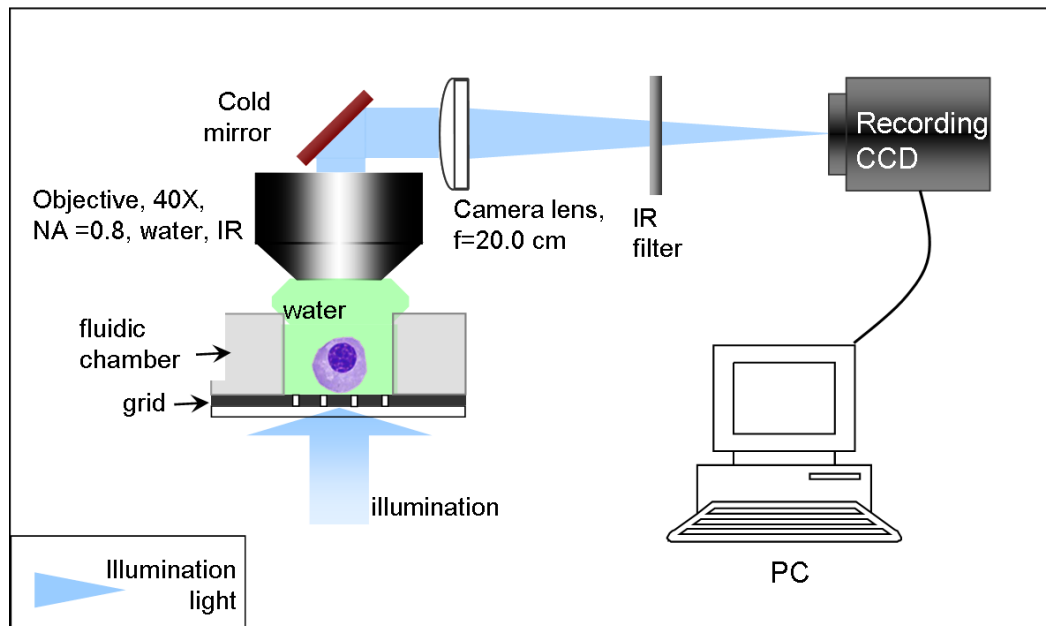 Cold
mirror
Recording
CCD
Objective, 40X,
NA =0.8, water, IR
Camera lens,
f=20.0 cm
IR
filter
water
fluidic
chamber
grid
illumination
PC
Illumination
light